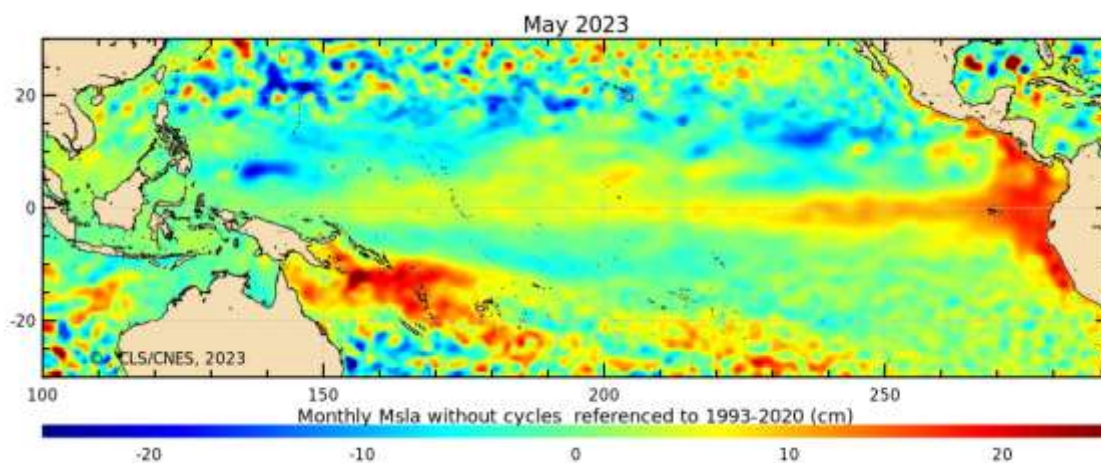 May 2023
20
0
-20
© CLS/CNES, 2023
100 150 200 250
Monthly Msla without cycles referenced to 1993-2020 (cm)
-20 -10 0 10 20